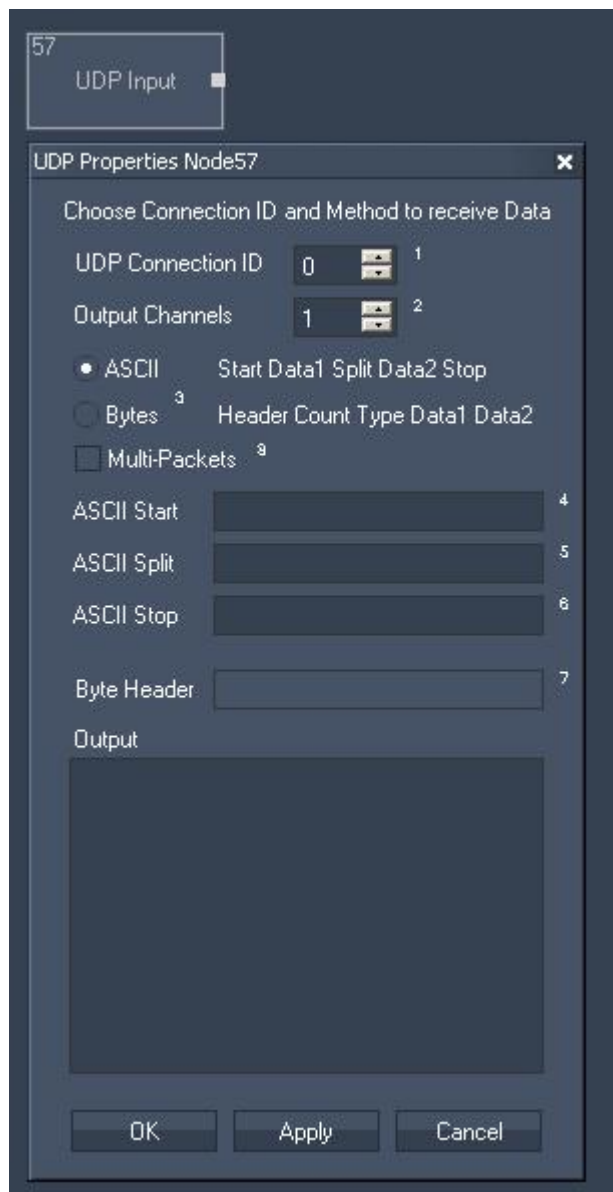 57
UDP Input
UDP Properties Node57
Choose Connection ID and Method to receive Data
UDP Connection ID 0 1
Output Channels 1 2
ASCII Start Data1 Split Data2 Stop
Bytes 3 Header Count Type Data1 Data2
Multi-Packets 9
ASCII Start 4
ASCII Split 5
ASCII Stop 6
Byte Header 7
Output
OK Apply Cancel